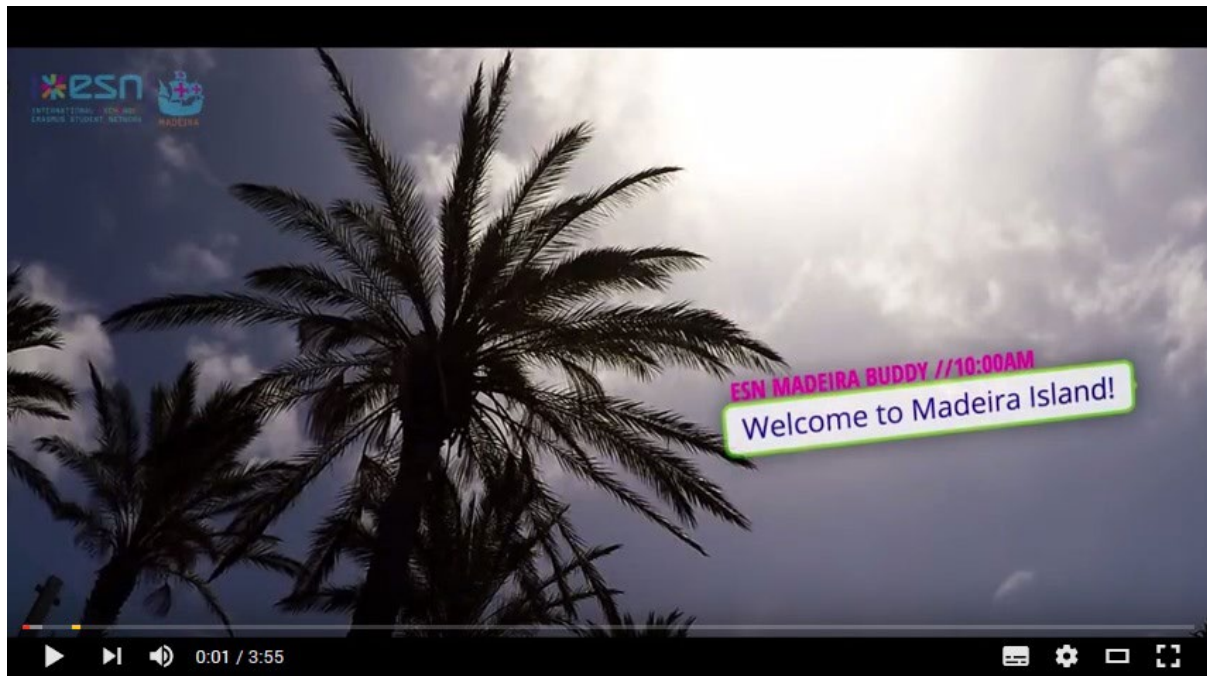 esn
INTERNATIONAL EXCHANGE
ERASMUS STUDENT NETWORK
MADEIRA
ESN MADEIRA BUDDY //10:00AM
Welcome to Madeira Island!
0:01 / 3:55